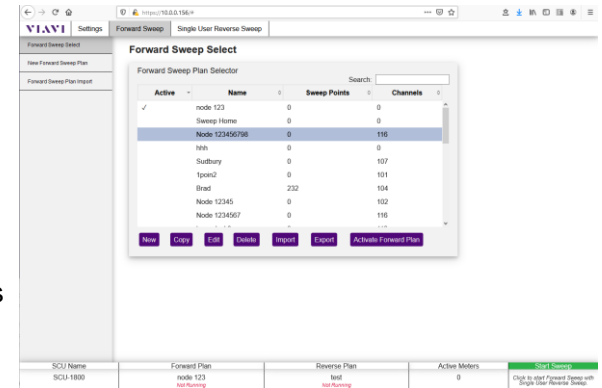 https://10.0.0.156/#
VIAVI Settings Forward Sweep Single User Reverse Sweep
Forward Sweep Select
New Forward Sweep Plan
Forward Sweep Plan Import
Forward Sweep Select
Forward Sweep Plan Selector
Search:
Active Name Sweep Points Channels
✓ node 123 0 0
Sweep Home 0 0
Node 123456798 0 116
hhh 0 0
Sudbury 0 107
1poin2 0 101
Brad 232 104
Node 12345 0 102
Node 1234567 0 116
New Copy Edit Delete Import Export Activate Forward Plan
s
SCU Name Forward Plan Reverse Plan Active Meters Start Sweep
SCU-1800 node 123 test 0 Click to start Forward Sweep with
Not Running Not Running Single User Reverse Sweep